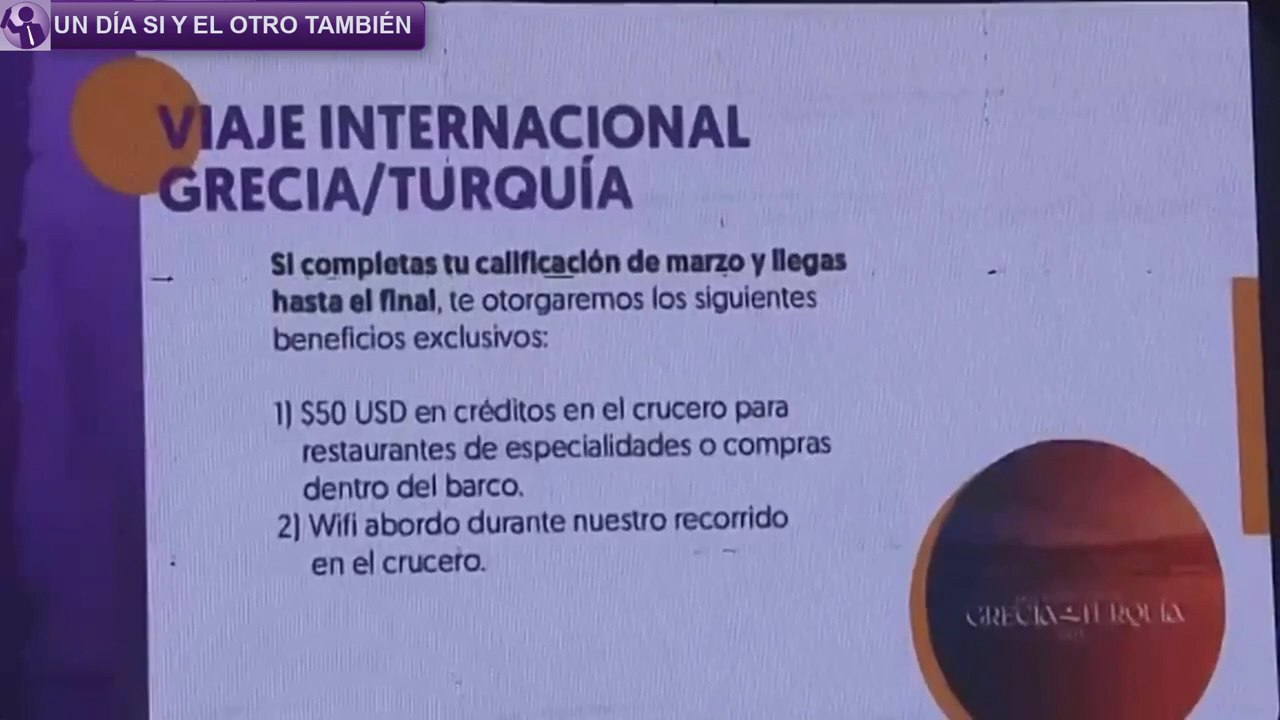 UN DÍA SI Y EL OTRO TAMBIÉN
VIAJE INTERNACIONAL
GRECIA/TURQUÍA
Si completas tu calificación de marzo y llegas
hasta el final, te otorgaremos los siguientes
beneficios exclusivos:
1) $50 USD en créditos en el crucero para
restaurantes de especialidades o compras
dentro del barco.
2) Wifi abordo durante nuestro recorrido
en el crucero.
GRECIA TURQUÍA